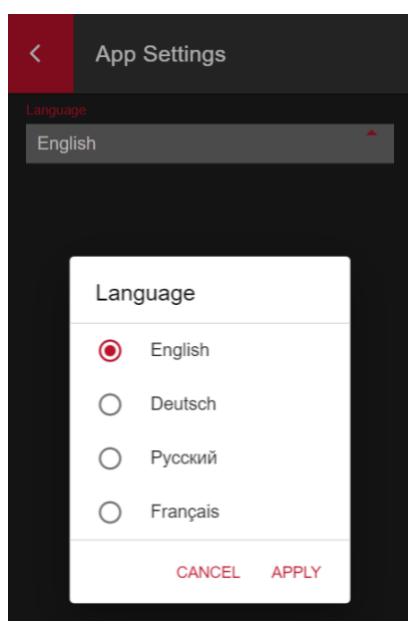 App Settings
Language
English
Language
English
Deutsch
Русский
Français
CANCEL APPLY